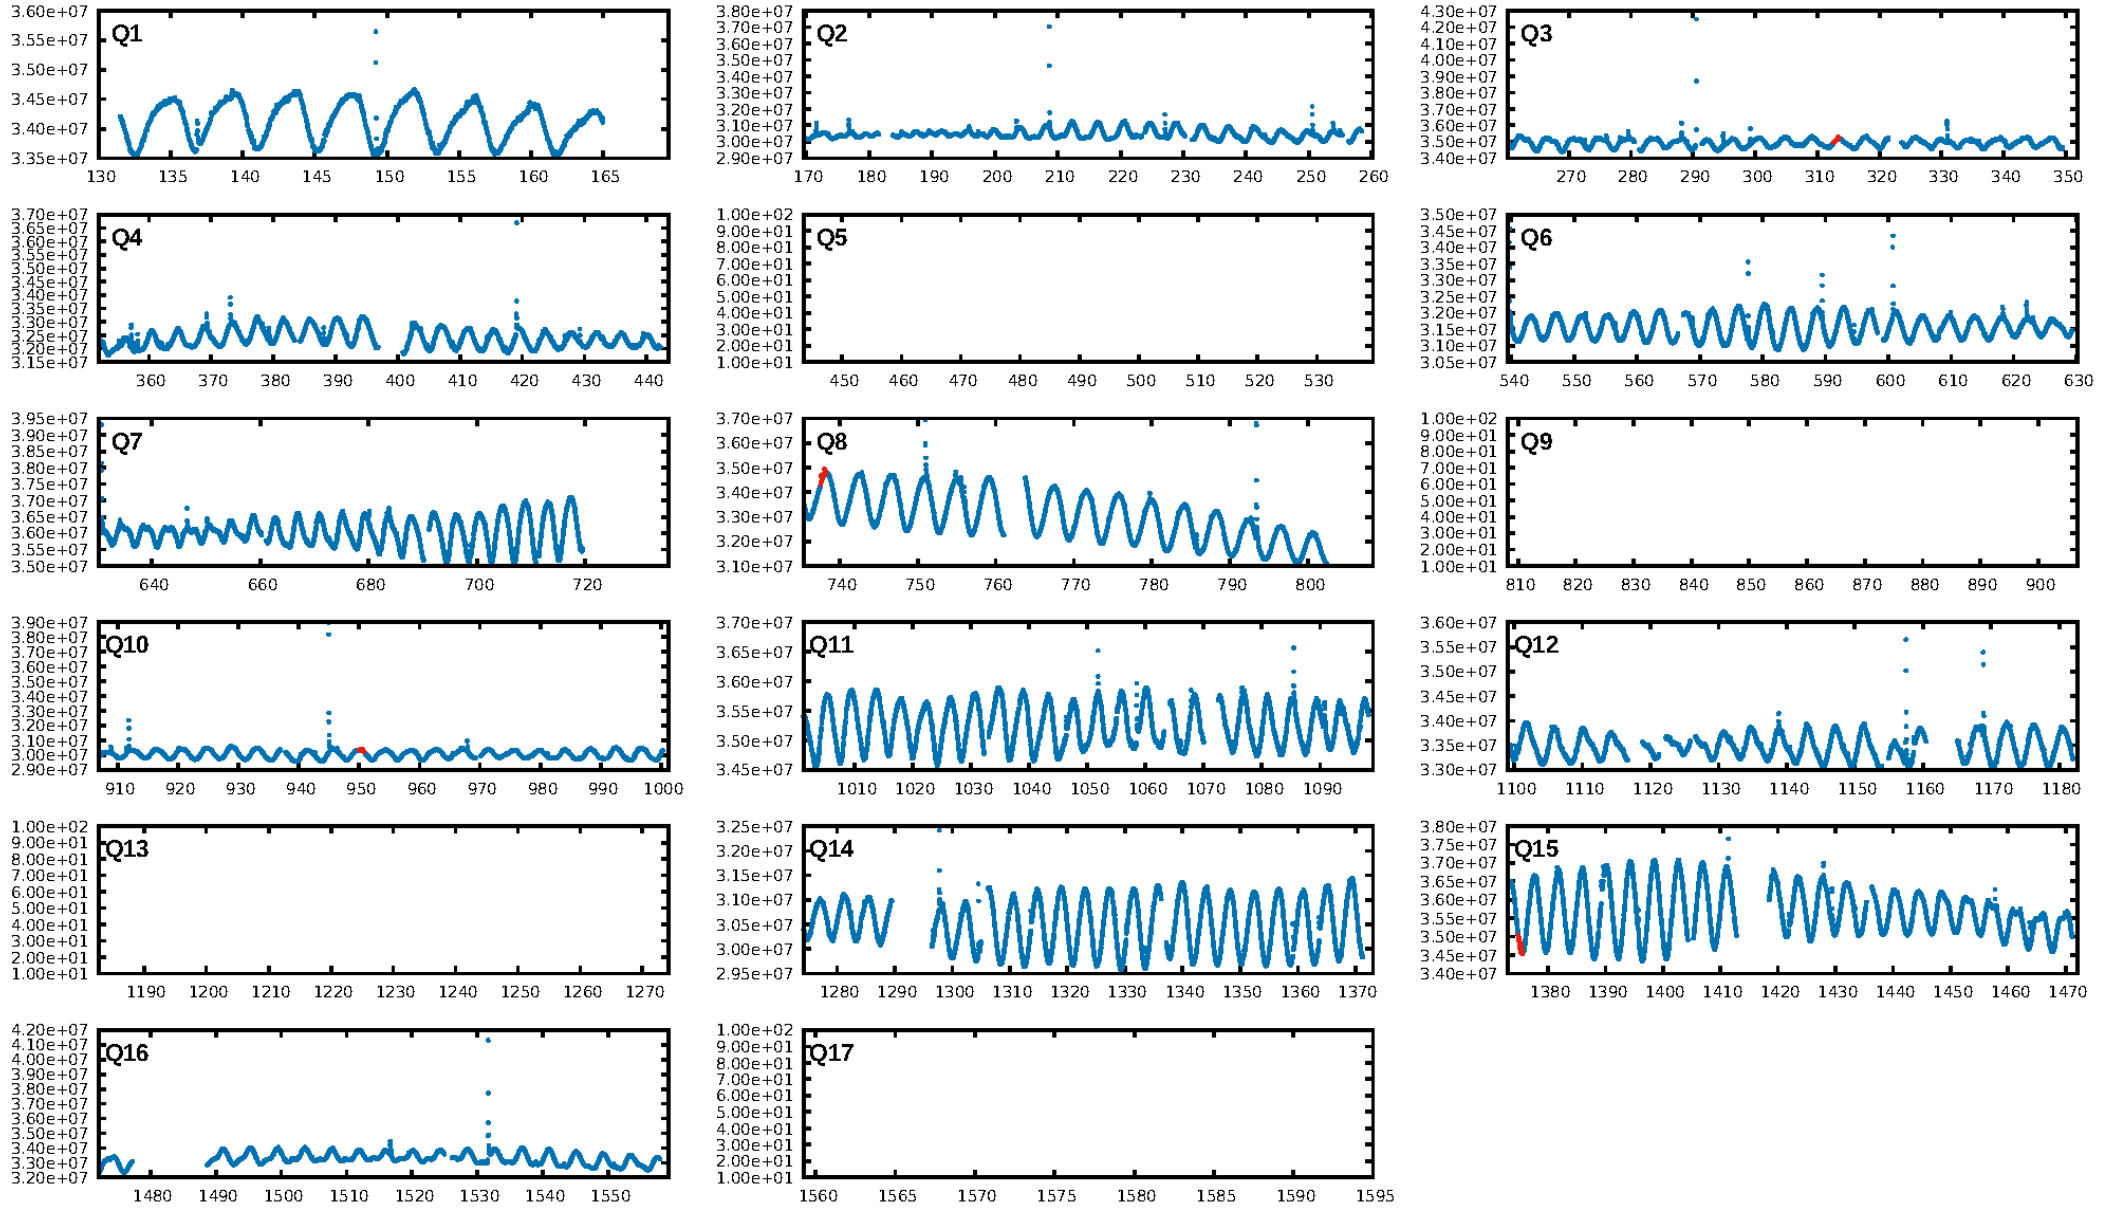 Q1
3.60e+07
3.55e+07
3.50e+07
3.45e+07
3.40e+07
3.35e+07
130 135 140 145 150 155 160 165
Q2
3.80e+07
3.70e+07
3.60e+07
3.50e+07
3.40e+07
3.30e+07
3.20e+07
3.10e+07
3.00e+07
2.90e+07
170 180 190 200 210 220 230 240 250 260
Q3
4.30e+07
4.20e+07
4.10e+07
4.00e+07
3.90e+07
3.80e+07
3.70e+07
3.60e+07
3.50e+07
3.40e+07
270 280 290 300 310 320 330 340 350
Q4
3.70e+07
3.65e+07
3.60e+07
3.55e+07
3.50e+07
3.45e+07
3.40e+07
3.35e+07
3.30e+07
3.25e+07
3.20e+07
3.15e+07
360 370 380 390 400 410 420 430 440
Q5
1.00e+02
9.00e+01
8.00e+01
7.00e+01
6.00e+01
5.00e+01
4.00e+01
3.00e+01
2.00e+01
1.00e+01
450 460 470 480 490 500 510 520 530
Q6
3.50e+07
3.45e+07
3.40e+07
3.35e+07
3.30e+07
3.25e+07
3.20e+07
3.15e+07
3.10e+07
3.05e+07
540 550 560 570 580 590 600 610 620 630
Q7
3.95e+07
3.90e+07
3.85e+07
3.80e+07
3.75e+07
3.70e+07
3.65e+07
3.60e+07
3.55e+07
3.50e+07
640 660 680 700 720
Q8
3.70e+07
3.60e+07
3.50e+07
3.40e+07
3.30e+07
3.20e+07
3.10e+07
740 750 760 770 780 790 800
Q9
1.00e+02
9.00e+01
8.00e+01
7.00e+01
6.00e+01
5.00e+01
4.00e+01
3.00e+01
2.00e+01
1.00e+01
810 820 830 840 850 860 870 880 890 900
Q10
3.90e+07
3.80e+07
3.70e+07
3.60e+07
3.50e+07
3.40e+07
3.30e+07
3.20e+07
3.10e+07
3.00e+07
2.90e+07
910 920 930 940 950 960 970 980 990 1000
Q11
3.70e+07
3.65e+07
3.60e+07
3.55e+07
3.50e+07
3.45e+07
1010 1020 1030 1040 1050 1060 1070 1080 1090
Q12
3.60e+07
3.55e+07
3.50e+07
3.45e+07
3.40e+07
3.35e+07
3.30e+07
1100 1110 1120 1130 1140 1150 1160 1170 1180
Q13
1.00e+02
9.00e+01
8.00e+01
7.00e+01
6.00e+01
5.00e+01
4.00e+01
3.00e+01
2.00e+01
1.00e+01
1190 1200 1210 1220 1230 1240 1250 1260 1270
Q14
3.25e+07
3.20e+07
3.15e+07
3.10e+07
3.05e+07
3.00e+07
2.95e+07
1280 1290 1300 1310 1320 1330 1340 1350 1360 1370
Q15
3.80e+07
3.75e+07
3.70e+07
3.65e+07
3.60e+07
3.55e+07
3.50e+07
3.45e+07
3.40e+07
1380 1390 1400 1410 1420 1430 1440 1450 1460 1470
Q16
4.20e+07
4.10e+07
4.00e+07
3.90e+07
3.80e+07
3.70e+07
3.60e+07
3.50e+07
3.40e+07
3.30e+07
3.20e+07
1480 1490 1500 1510 1520 1530 1540 1550
Q17
1.00e+02
9.00e+01
8.00e+01
7.00e+01
6.00e+01
5.00e+01
4.00e+01
3.00e+01
2.00e+01
1.00e+01
1560 1565 1570 1575 1580 1585 1590 1595